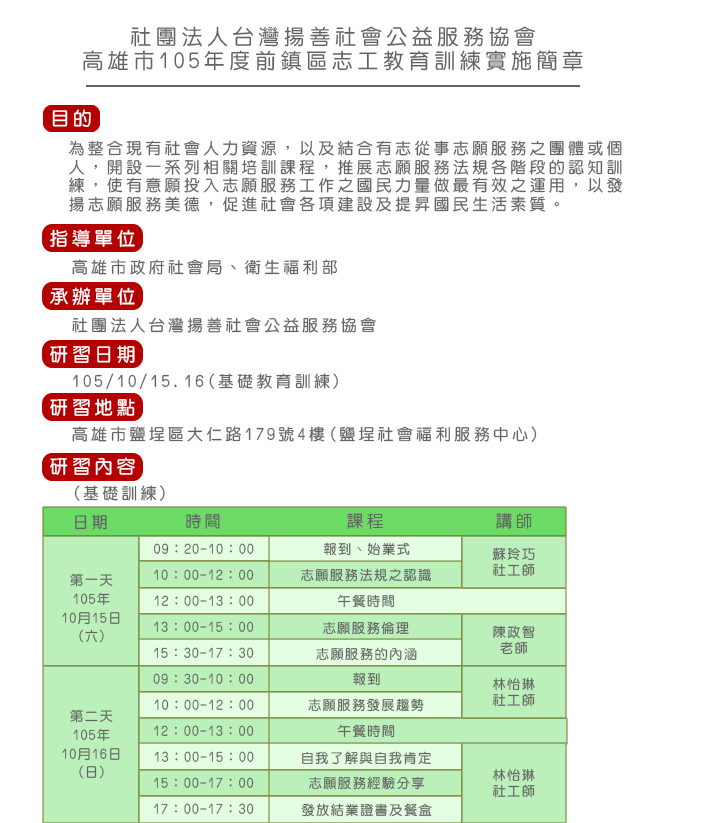 社團法人台灣揚善社會公益服務協會
高雄市105年度前鎮區志工教育訓練實施簡章
目的
為整合現有社會人力資源，以及結合有志從事志願服務之團體或個
人，開設一系列相關培訓課程，推展志願服務法規各階段的認知訓
練，使有意願投入志願服務工作之國民力量做最有效之運用，以發
揚志願服務美德，促進社會各項建設及提昇國民生活素質。
指導單位
高雄市政府社會局、衛生福利部
承辦單位
社團法人台灣揚善社會公益服務協會
研習日期
105/10/15.16(基礎教育訓練)
研習地點
高雄市鹽埕區大仁路179號4樓(鹽埕社會福利服務中心)
研習內容
(基礎訓練)
日期 時間 課程 講師
第一天
105年
10月15日
(六)
09：20-10：00 報到、始業式
10：00-12：00 志願服務法規之認識
蘇玲巧
社工師
12：00-13：00 午餐時間
13：00-15：00 志願服務倫理
15：30-17：30 志願服務的內涵
陳政智
老師
第二天
105年
10月16日
(日)
09：30-10：00 報到
10：00-12：00 志願服務發展趨勢
林怡琳
社工師
12：00-13：00 午餐時間
13：00-15：00 自我了解與自我肯定
15：00-17：00 志願服務經驗分享
17：00-17：30 發放結業證書及餐盒
林怡琳
社工師